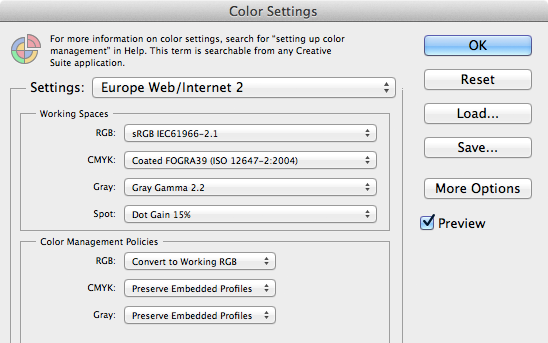 Color Settings
For more information on color settings, search for "setting up color
management" in Help. This term is searchable from any Creative
Suite application.
Settings: Europe Web/Internet 2
Working Spaces
RGB: sRGB IEC61966-2.1
CMYK: Coated FOGRA39 (ISO 12647-2:2004)
Gray: Gray Gamma 2.2
Spot: Dot Gain 15%
Color Management Policies
RGB: Convert to Working RGB
CMYK: Preserve Embedded Profiles
Gray: Preserve Embedded Profiles
OK
Reset
Load...
Save...
More Options
Preview